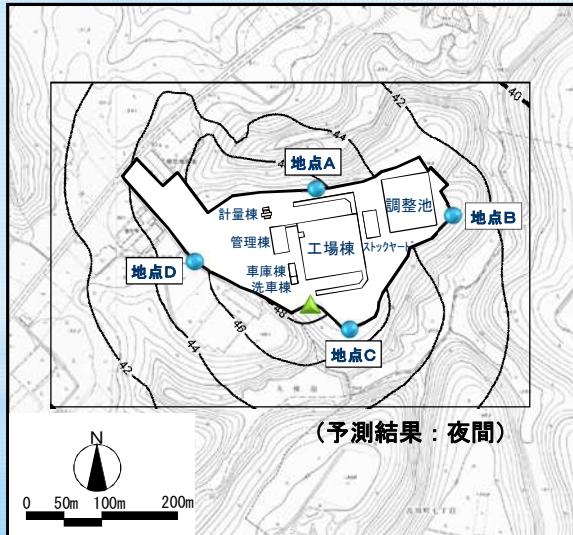 42
40
44
地点A
計量棟
調整池
地点B
管理棟
工場棟
ストックヤード
地点D
車庫棟
洗車棟
48
46
地点C
44
42
(予測結果：夜間)
N
0 50m 100m 200m